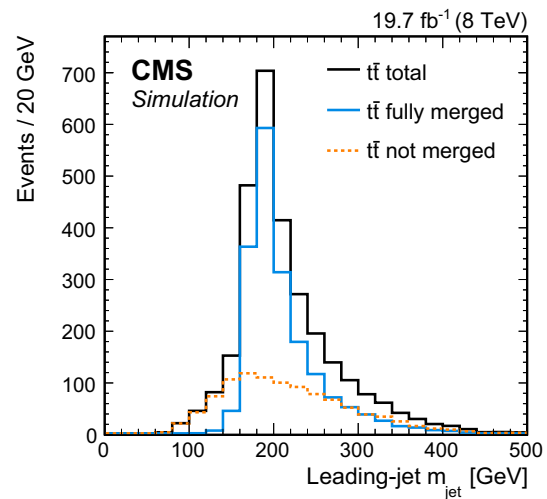 19.7 fb⁻¹ (8 TeV)
CMS
Simulation
tt̄ total
tt̄ fully merged
tt̄ not merged
Events / 20 GeV
700
600
500
400
300
200
100
0
0 100 200 300 400 500
Leading-jet m_jet [GeV]